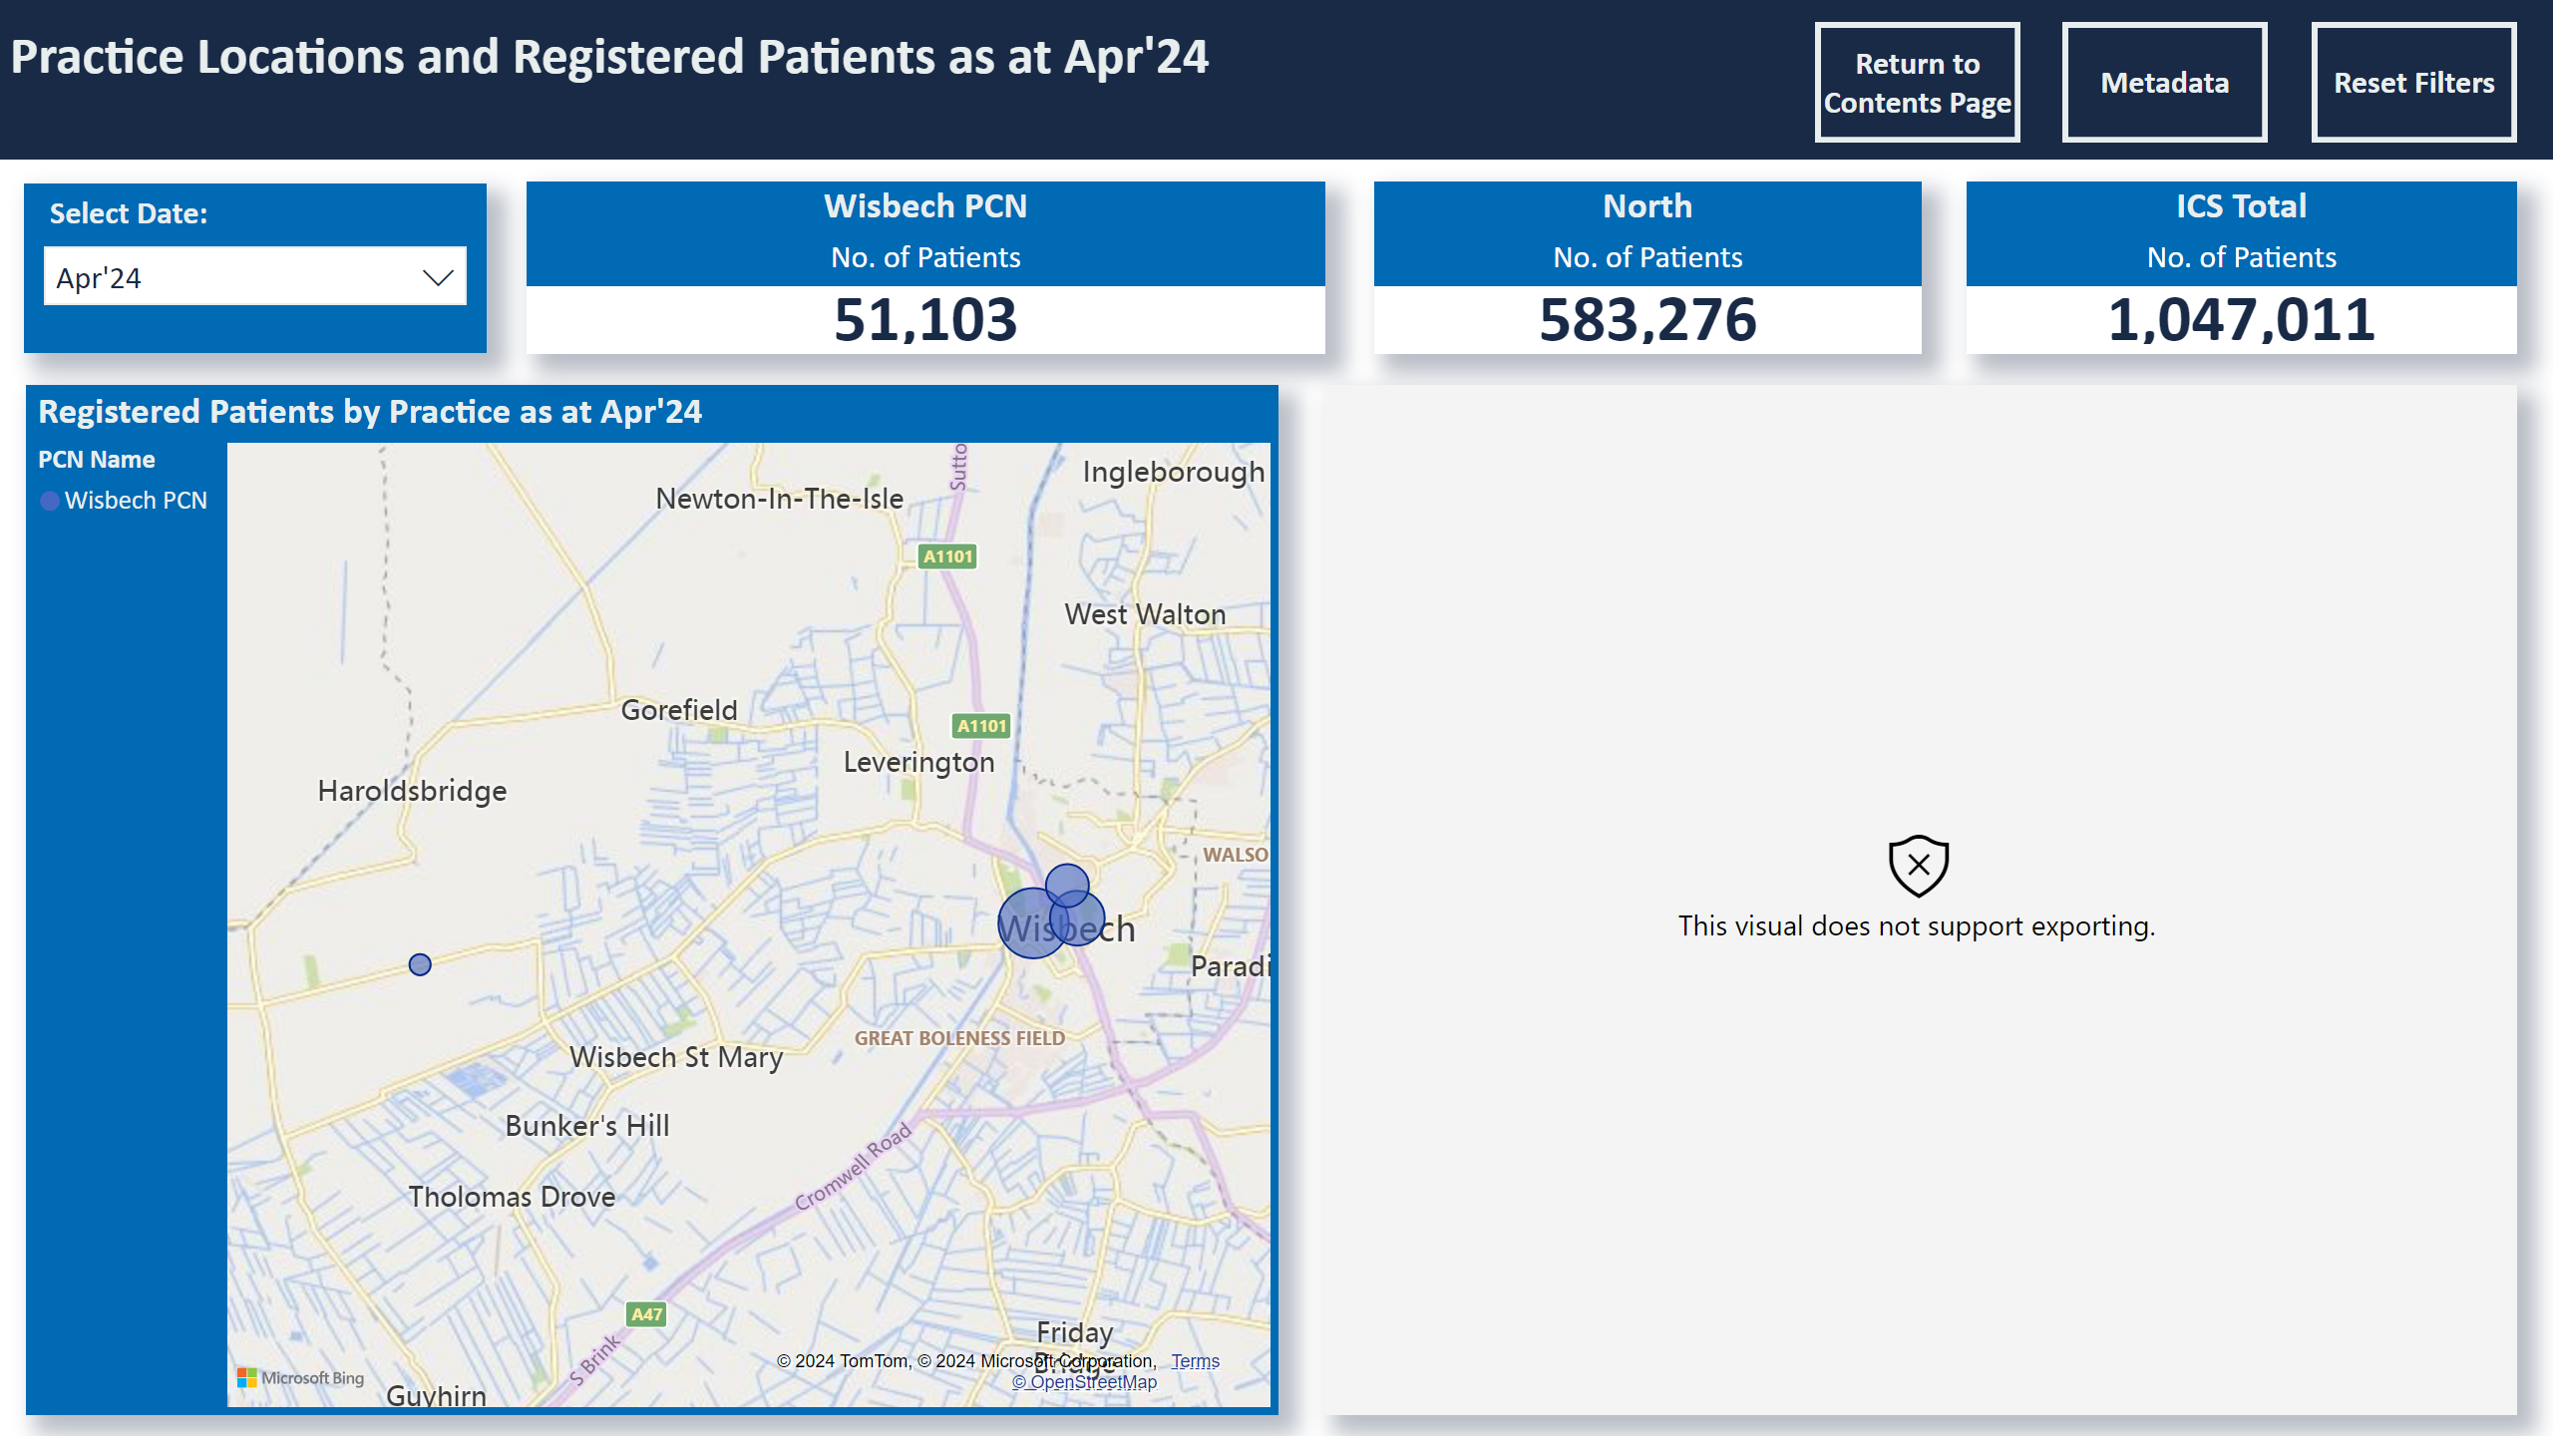 Practice Locations and Registered Patients as at Apr'24
Return to
Contents Page
Metadata
Reset Filters
Select Date:
Apr'24
Wisbech PCN
No. of Patients
51,103
North
No. of Patients
583,276
ICS Total
No. of Patients
1,047,011
Registered Patients by Practice as at Apr'24
PCN Name
Wisbech PCN
Sutto
Ingleborough
Newton-In-The-Isle
A1101
West Walton
Gorefield
A1101
Leverington
Haroldsbridge
WALSO
Wisbech
Paradi
GREAT BOLENESS FIELD
Wisbech St Mary
Bunker's Hill
Cromwell Road
Tholomas Drove
A47
S Brink
Friday
Bridge
© 2024 TomTom, © 2024 Microsoft Corporation, Terms
© OpenStreetMap
Microsoft Bing
Guyhirn
This visual does not support exporting.